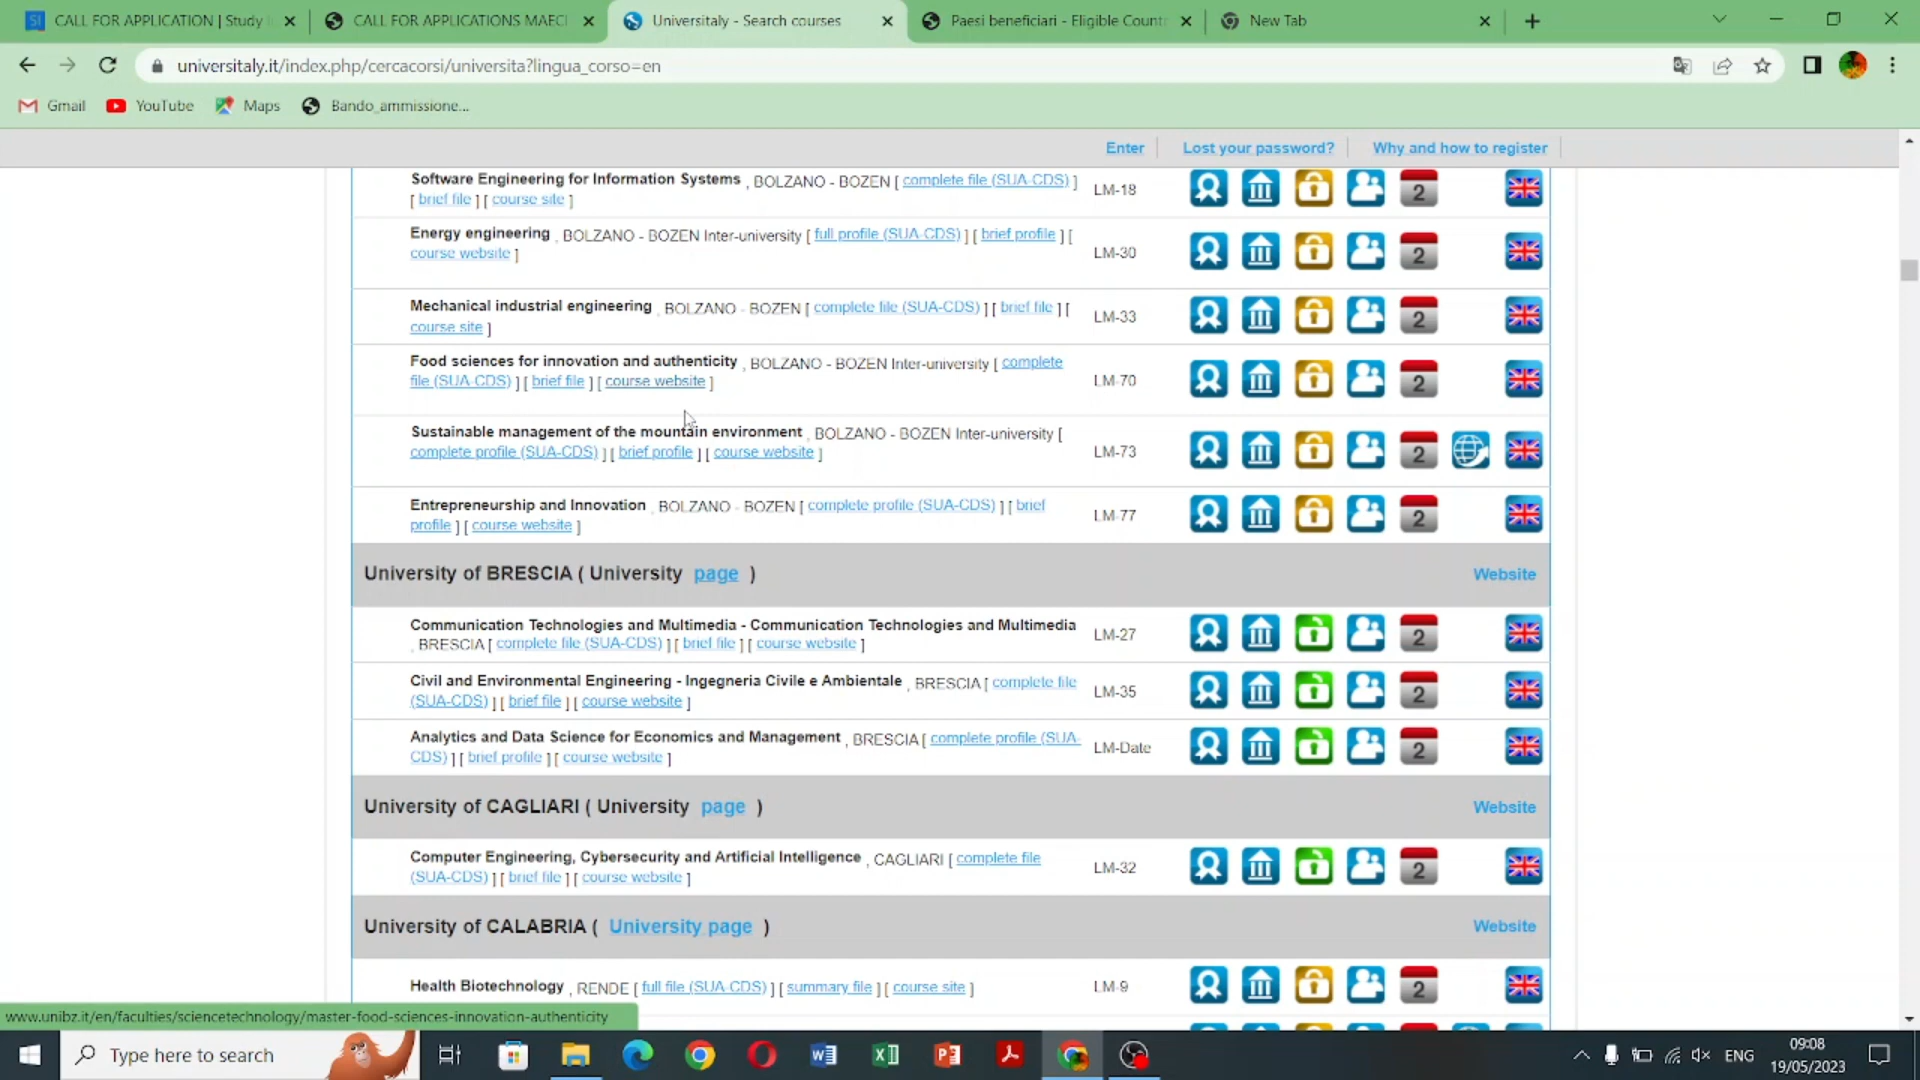 CALL FOR APPLICATION | Study i
CALL FOR APPLICATIONS MAECI
Universitaly - Search courses
Paesi beneficiari - Eligible Countr
New Tab
universitaly.it/index.php/cercacorsi/universita?lingua_corso=en
Gmail
YouTube
Maps
Bando_ammissione...
Enter
Lost your password?
Why and how to register
Software Engineering for Information Systems , BOLZANO - BOZEN [ complete file (SUA-CDS) ]
[ brief file ] [ course site ]
LM-18
2
Energy engineering , BOLZANO - BOZEN Inter-university [ full profile (SUA-CDS) ] [ brief profile ] [
course website ]
LM-30
2
Mechanical industrial engineering , BOLZANO - BOZEN [ complete file (SUA-CDS) ] [ brief file ] [
course site ]
LM-33
2
Food sciences for innovation and authenticity , BOLZANO - BOZEN Inter-university [ complete
file (SUA-CDS) ] [ brief file ] [ course website ]
LM-70
2
Sustainable management of the mountain environment , BOLZANO - BOZEN Inter-university [
complete profile (SUA-CDS) ] [ brief profile ] [ course website ]
LM-73
2
Entrepreneurship and Innovation , BOLZANO - BOZEN [ complete profile (SUA-CDS) ] [ brief
profile ] [ course website ]
LM-77
2
University of BRESCIA ( University page )
Website
Communication Technologies and Multimedia - Communication Technologies and Multimedia
, BRESCIA [ complete file (SUA-CDS) ] [ brief file ] [ course website ]
LM-27
2
Civil and Environmental Engineering - Ingegneria Civile e Ambientale , BRESCIA [ complete file
(SUA-CDS) ] [ brief file ] [ course website ]
LM-35
2
Analytics and Data Science for Economics and Management , BRESCIA [ complete profile (SUA-
CDS) ] [ brief profile ] [ course website ]
LM-Date
2
University of CAGLIARI ( University page )
Website
Computer Engineering, Cybersecurity and Artificial Intelligence , CAGLIARI [ complete file
(SUA-CDS) ] [ brief file ] [ course website ]
LM-32
2
University of CALABRIA ( University page )
Website
Health Biotechnology , RENDE [ full file (SUA-CDS) ] [ summary file ] [ course site ]
LM-9
2
www.unibz.it/en/faculties/sciencetechnology/master-food-sciences-innovation-authenticity
Type here to search
ENG
09:08
19/05/2023